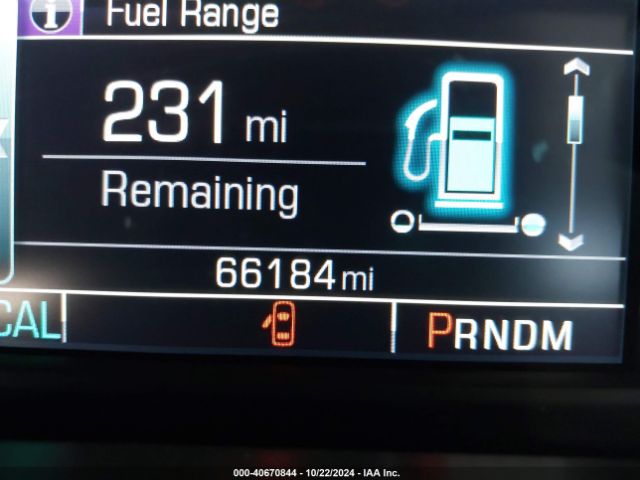 Fuel Range
231 mi
Remaining
66184 mi
CAL
PRNDM
000-40670844 - 10/22/2024 - IAA Inc.